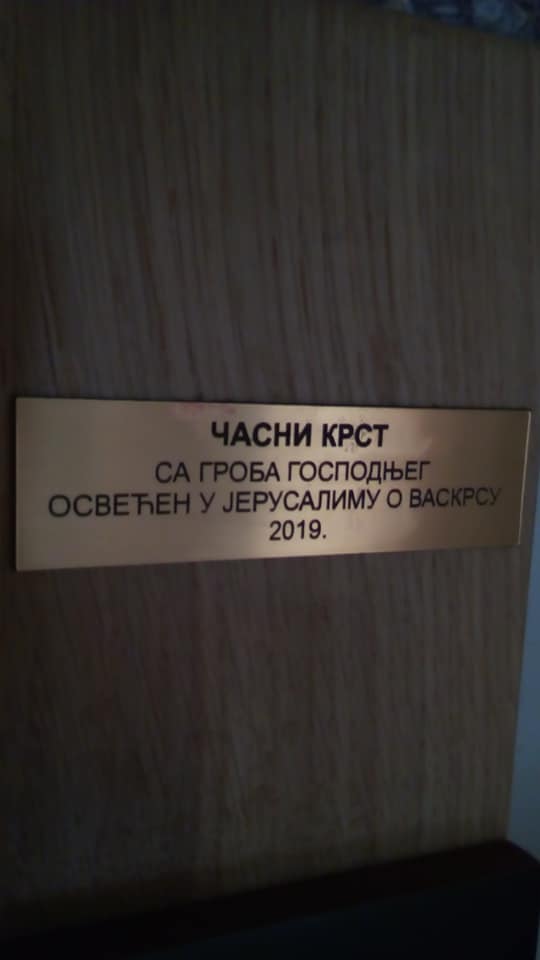 ЧАСНИ КРСТ
СА ГРОБА ГОСПОДЊЕГ
ОСВЕЋЕН У ЈЕРУСАЛИМУ О ВАСКРСУ
2019.